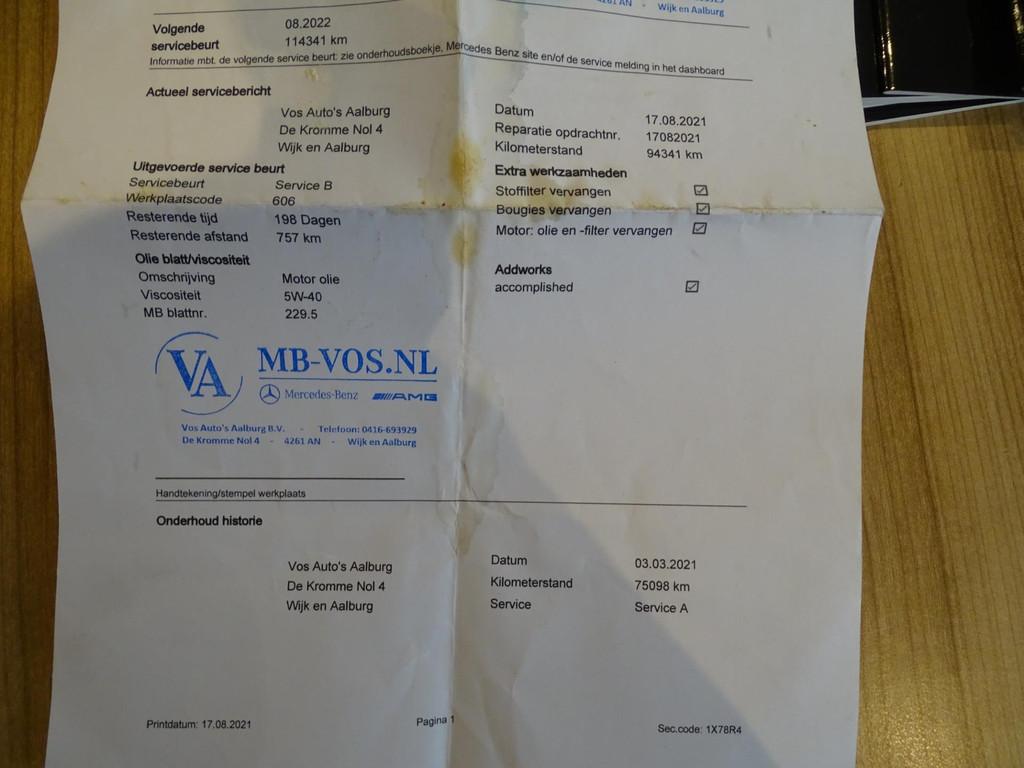 4261 AN - Wijk en Aalburg
Volgende 08.2022
servicebeurt 114341 km
Informatie mbt. de volgende service beurt: zie onderhoudsboekje, Mercedes Benz site en/of de service melding in het dashboard
Actueel servicebericht
Vos Auto's Aalburg
De Kromme Nol 4
Wijk en Aalburg
Datum 17.08.2021
Reparatie opdrachtnr. 17082021
Kilometerstand 94341 km
Uitgevoerde service beurt
Servicebeurt Service B
Werkplaatscode 606
Resterende tijd 198 Dagen
Resterende afstand 757 km
Extra werkzaamheden
Stoffilter vervangen ☑
Bougies vervangen ☑
Motor: olie en -filter vervangen ☑
Olie blatt/viscositeit
Omschrijving Motor olie
Viscositeit 5W-40
MB blattnr. 229.5
Addworks
accomplished ☑
VA
MB-VOS.NL
Mercedes-Benz AMG
Vos Auto's Aalburg B.V. - Telefoon: 0416-693929
De Kromme Nol 4 - 4261 AN - Wijk en Aalburg
Handtekening/stempel werkplaats
Onderhoud historie
Vos Auto's Aalburg
De Kromme Nol 4
Wijk en Aalburg
Datum 03.03.2021
Kilometerstand 75098 km
Service Service A
Printdatum: 17.08.2021
Pagina 1
Sec.code: 1X78R4